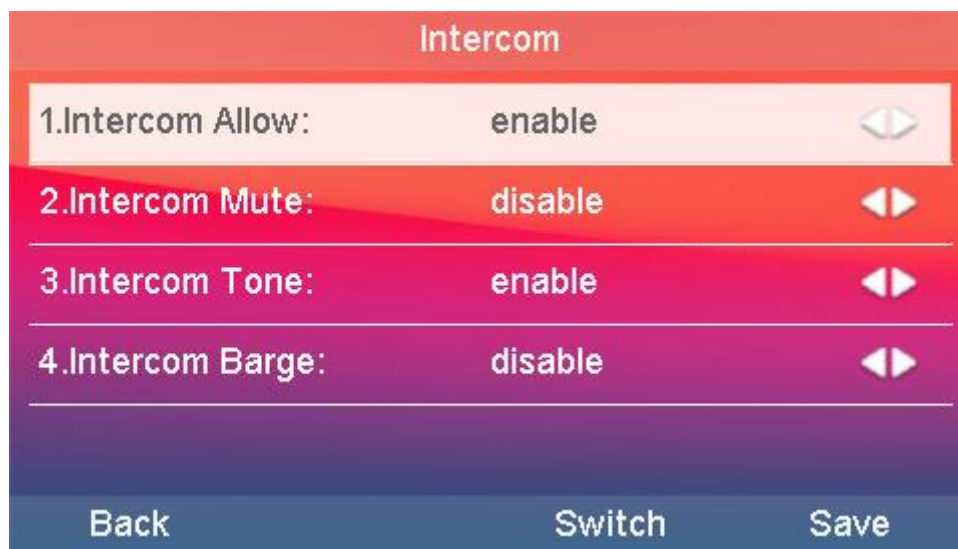 Intercom
1.Intercom Allow: enable
2.Intercom Mute: disable
3.Intercom Tone: enable
4.Intercom Barge: disable
Back Switch Save